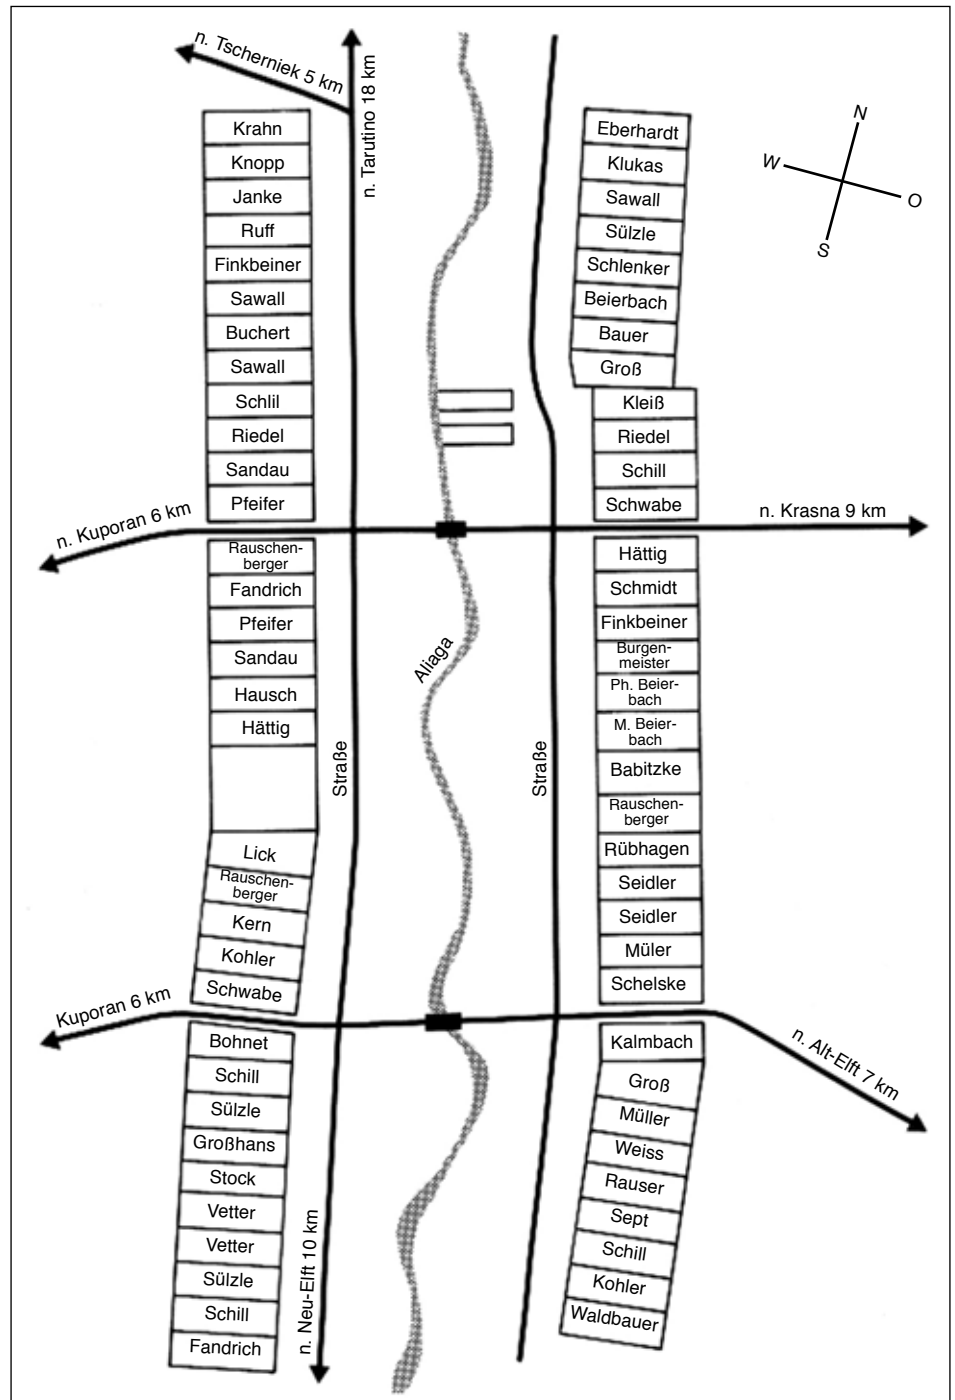 n. Tscherniek 5 km
n. Tarutino 18 km
Krahn
Knopp
Janke
Ruff
Finkbeiner
Sawall
Buchert
Sawall
Schlil
Riedel
Sandau
Pfeifer
Eberhardt
Klukas
Sawall
Sülzle
Schlenker
Beierbach
Bauer
Groß
Kleiß
Riedel
Schill
Schwabe
N
W
O
S
n. Kuporan 6 km
n. Krasna 9 km
Rauschen-
berger
Fandrich
Pfeifer
Sandau
Hausch
Hättig
Lick
Rauschen-
berger
Kern
Kohler
Schwabe
Straße
Aliaga
Straße
Hättig
Schmidt
Finkbeiner
Burgen-
meister
Ph. Beier-
bach
M. Beier-
bach
Babitzke
Rauschen-
berger
Rübhagen
Seidler
Seidler
Müler
Schelske
Kuporan 6 km
n. Alt-Elft 7 km
Bohnet
Schill
Sülzle
Großhans
Stock
Vetter
Vetter
Sülzle
Schill
Fandrich
n. Neu-Elft 10 km
Kalmbach
Groß
Müller
Weiss
Rauser
Sept
Schill
Kohler
Waldbauer